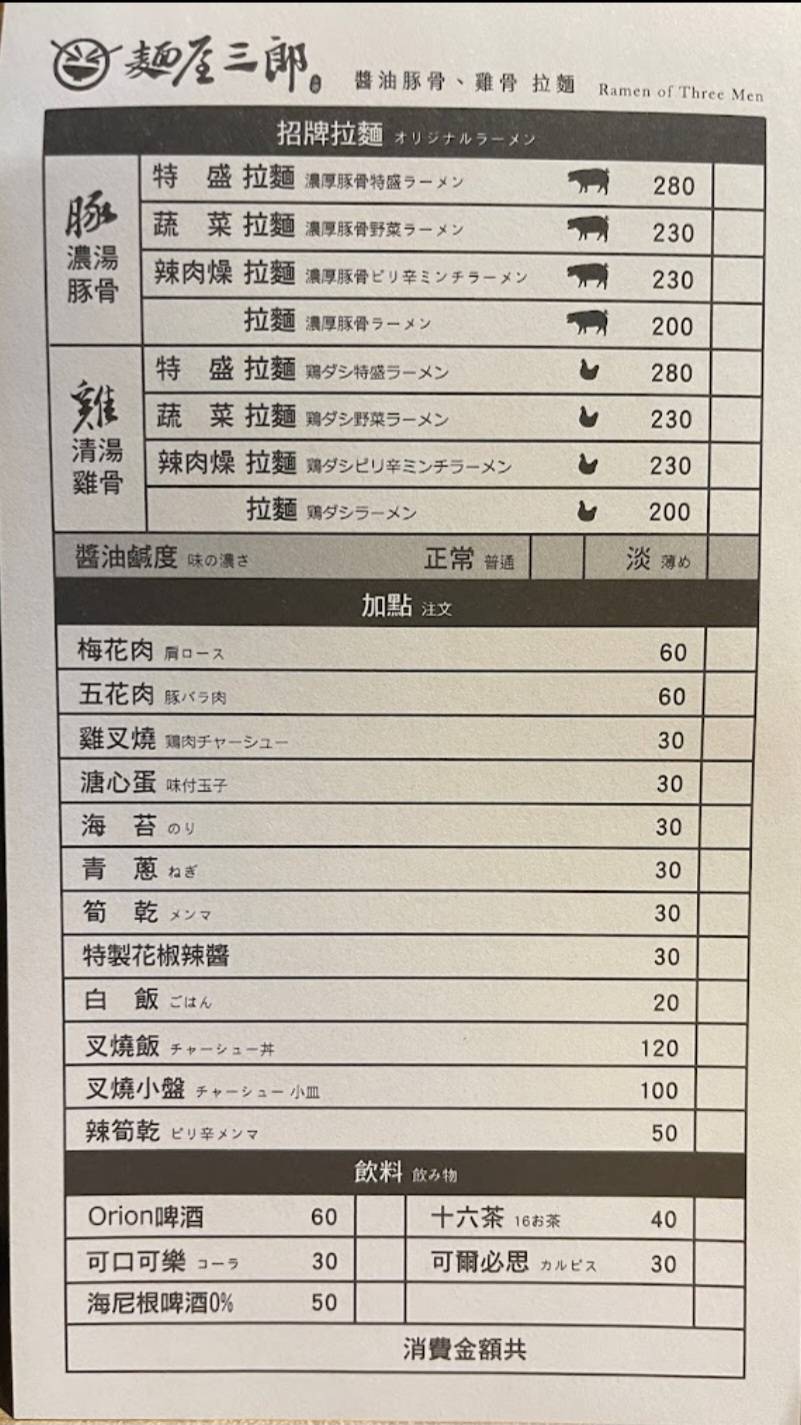 麵屋三郎 醬油豚骨、雞骨 拉麵 Ramen of Three Men
招牌拉麵 オリジナルラーメン
豚
濃湯
豚骨
特 盛 拉麵 濃厚豚骨特盛ラーメン 280
蔬 菜 拉麵 濃厚豚骨野菜ラーメン 230
辣肉燥 拉麵 濃厚豚骨ピリ辛ミンチラーメン 230
拉麵 濃厚豚骨ラーメン 200
雞
清湯
雞骨
特 盛 拉麵 鶏ダシ特盛ラーメン 280
蔬 菜 拉麵 鶏ダシ野菜ラーメン 230
辣肉燥 拉麵 鶏ダシピリ辛ミンチラーメン 230
拉麵 鶏ダシラーメン 200
醬油鹹度 味の濃さ 正常 普通 淡 薄め
加點 注文
梅花肉 肩ロース 60
五花肉 豚バラ肉 60
雞叉燒 鶏肉チャーシュー 30
溏心蛋 味付玉子 30
海 苔 のり 30
青 蔥 ねぎ 30
筍 乾 メンマ 30
特製花椒辣醬 30
白 飯 ごはん 20
叉燒飯 チャーシュー丼 120
叉燒小盤 チャーシュー 小皿 100
辣筍乾 ピリ辛メンマ 50
飲料 飲み物
Orion啤酒 60 十六茶 16お茶 40
可口可樂 コーラ 30 可爾必思 カルピス 30
海尼根啤酒0% 50
消費金額共